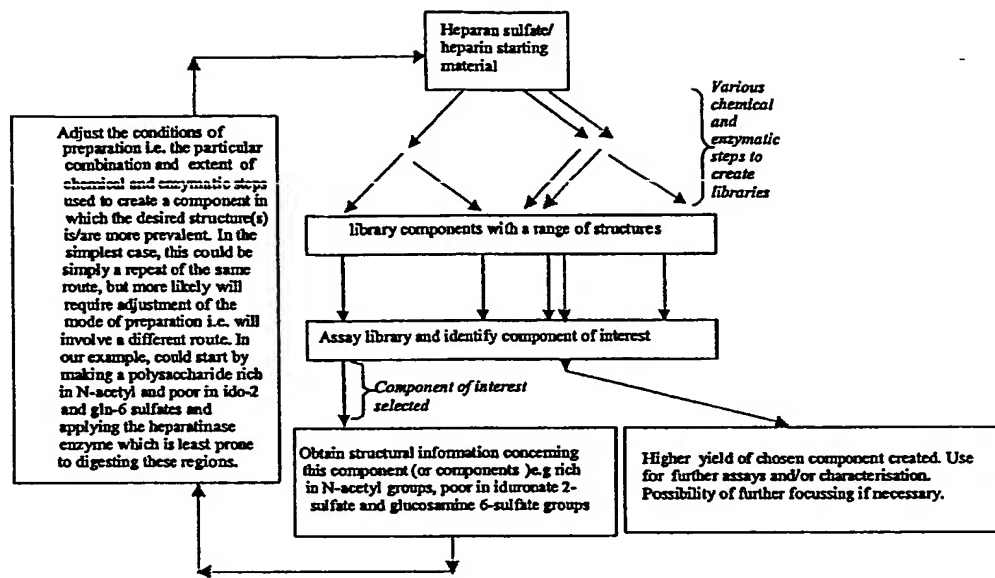 Heparan sulfate/
heparin starting
material
Various
chemical
and
enzymatic
steps to
create
libraries
Adjust the conditions of
preparation i.e. the particular
combination and extent of
chemical and enzymatic steps
used to create a component in
which the desired structure(s)
is/are more prevalent. In the
simplest case, this could be
simply a repeat of the same
route, but more likely will
require adjustment of the
mode of preparation i.e. will
involve a different route. In
our example, could start by
making a polysaccharide rich
in N-acetyl and poor in ido-2
and gln-6 sulfates and
applying the heparatinase
enzyme which is least prone
to digesting these regions.
library components with a range of structures
Assay library and identify component of interest
Component of interest
selected
Obtain structural information concerning
this component (or components )e.g rich
in N-acetyl groups, poor in iduronate 2-
sulfate and glucosamine 6-sulfate groups
Higher yield of chosen component created. Use
for further assays and/or characterisation.
Possibility of further focussing if necessary.